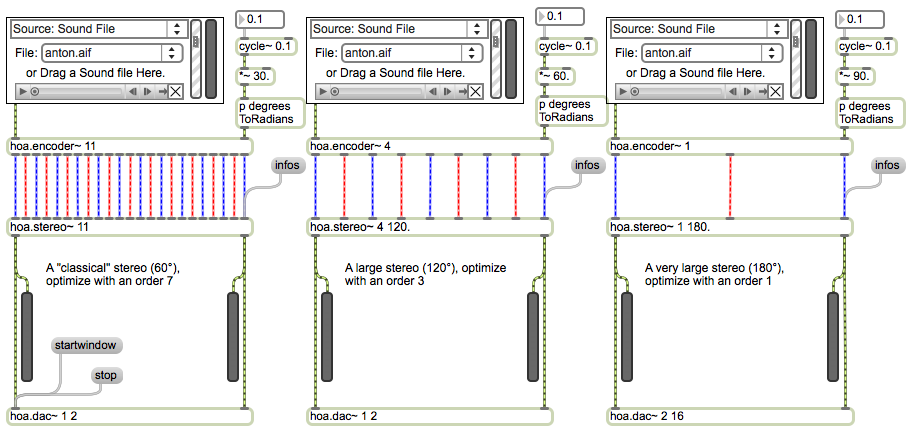 Source: Sound File
File: anton.aif
or Drag a Sound file Here.
0.1
cycle~ 0.1
*~ 30.
p degrees
ToRadians
hoa.encoder~ 11
infos
hoa.stereo~ 11
A "classical" stereo (60°),
optimize with an order 7
startwindow
stop
hoa.dac~ 1 2
Source: Sound File
File: anton.aif
or Drag a Sound file Here.
0.1
cycle~ 0.1
*~ 60.
p degrees
ToRadians
hoa.encoder~ 4
infos
hoa.stereo~ 4 120.
A large stereo (120°), optimize
with an order 3
hoa.dac~ 1 2
Source: Sound File
File: anton.aif
or Drag a Sound file Here.
0.1
cycle~ 0.1
*~ 90.
p degrees
ToRadians
hoa.encoder~ 1
infos
hoa.stereo~ 1 180.
A very large stereo (180°),
optimize with an order 1
hoa.dac~ 2 16